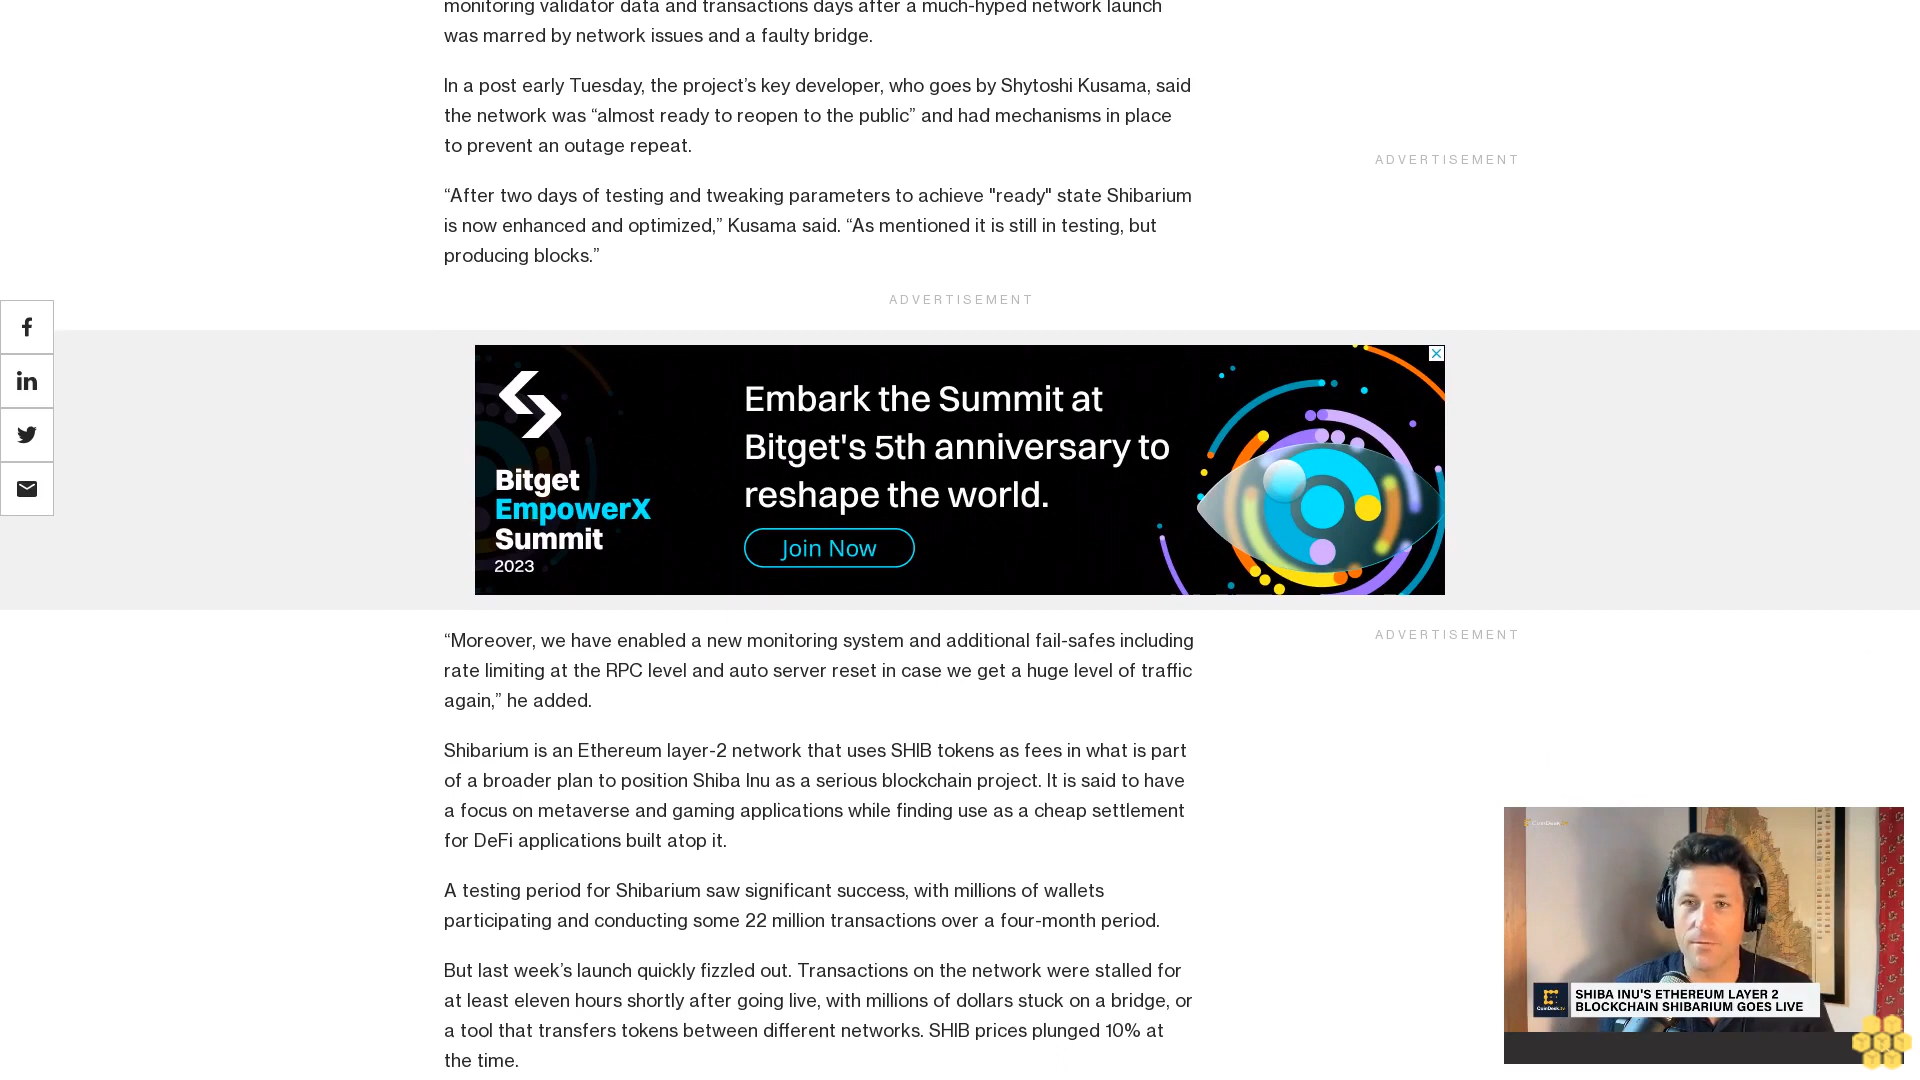 monitoring validator data and transactions days after a much-hyped network launch
was marred by network issues and a faulty bridge.
In a post early Tuesday, the project’s key developer, who goes by Shytoshi Kusama, said
the network was “almost ready to reopen to the public” and had mechanisms in place
to prevent an outage repeat.
ADVERTISEMENT
“After two days of testing and tweaking parameters to achieve "ready" state Shibarium
is now enhanced and optimized,” Kusama said. “As mentioned it is still in testing, but
producing blocks.”
ADVERTISEMENT
Bitget
EmpowerX
Summit
2023
Embark the Summit at
Bitget's 5th anniversary to
reshape the world.
Join Now
“Moreover, we have enabled a new monitoring system and additional fail-safes including
rate limiting at the RPC level and auto server reset in case we get a huge level of traffic
again,” he added.
ADVERTISEMENT
Shibarium is an Ethereum layer-2 network that uses SHIB tokens as fees in what is part
of a broader plan to position Shiba Inu as a serious blockchain project. It is said to have
a focus on metaverse and gaming applications while finding use as a cheap settlement
for DeFi applications built atop it.
A testing period for Shibarium saw significant success, with millions of wallets
participating and conducting some 22 million transactions over a four-month period.
But last week’s launch quickly fizzled out. Transactions on the network were stalled for
at least eleven hours shortly after going live, with millions of dollars stuck on a bridge, or
a tool that transfers tokens between different networks. SHIB prices plunged 10% at
the time.
CoinDesk tv
CoinDesk.tv
SHIBA INU'S ETHEREUM LAYER 2
BLOCKCHAIN SHIBARIUM GOES LIVE